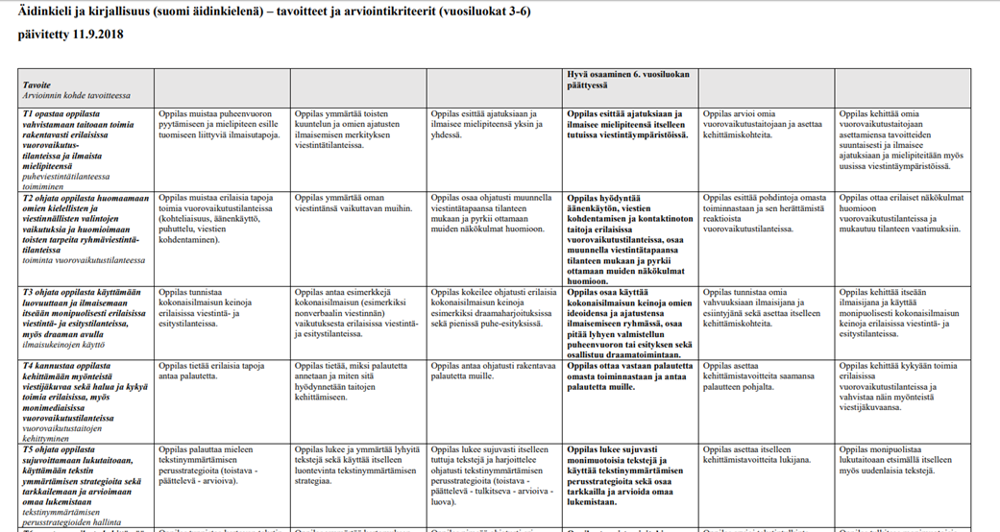 Äidinkieli ja kirjallisuus (suomi äidinkielenä) – tavoitteet ja arviointikriteerit (vuosiluokat 3-6)
päivitetty 11.9.2018
Tavoite
Arvioinnin kohde tavoitteessa
Hyvä osaaminen 6. vuosiluokan
päättyessä
T1 opastaa oppilasta
vahvistamaan taitoaan toimia
rakentavasti erilaisissa
vuorovaikutus-
tilanteissa ja ilmaista
mielipiteensä
puheviestintätilanteessa
toimiminen
Oppilas muistaa puheenvuoron
pyytämiseen ja mielipiteen esille
tuomiseen liittyviä ilmaisutapoja.
Oppilas ymmärtää toisten
kuuntelun ja omien ajatusten
ilmaisemisen merkityksen
viestintätilanteissa.
Oppilas esittää ajatuksiaan ja
ilmaisee mielipiteensä yksin ja
yhdessä.
Oppilas esittää ajatuksiaan ja
ilmaisee mielipiteensä itselleen
tutuissa viestintäympäristöissä.
Oppilas arvioi omia
vuorovaikutustaitojaan ja asettaa
kehittämiskohteita.
Oppilas kehittää omia
vuorovaikutustaitojaan
asettamiensa tavoitteiden
suuntaisesti ja ilmaisee
ajatuksiaan ja mielipiteitään myös
uusissa viestintäympäristöissä.
T2 ohjata oppilasta huomaamaan
omien kielellisten ja
viestinnällisten valintojen
vaikutuksia ja huomioimaan
toisten tarpeita ryhmäviestintä-
tilanteissa
toiminta vuorovaikutustilanteessa
Oppilas muistaa erilaisia tapoja
toimia vuorovaikutustilanteissa
(kohteliaisuus, äänenkäyttö,
puhuttelu, viestien
kohdentaminen).
Oppilas ymmärtää oman
viestintänsä vaikuttavan muihin.
Oppilas osaa ohjatusti muunnella
viestintätapaansa tilanteen
mukaan ja pyrkii ottamaan
muiden näkökulmat huomioon.
Oppilas hyödyntää
äänenkäytön, viestien
kohdentamisen ja kontaktinoton
taitoja erilaisissa
vuorovaikutustilanteissa, osaa
muunnella viestintätapaansa
tilanteen mukaan ja pyrkii
ottamaan muiden näkökulmat
huomioon.
Oppilas esittää pohdintoja omasta
toiminnastaan ja sen herättämistä
reaktioista
vuorovaikutustilanteissa.
Oppilas ottaa erilaiset näkökulmat
huomioon
vuorovaikutustilanteissa ja
mukautuu tilanteen vaatimuksiin.
T3 ohjata oppilasta käyttämään
luovuuttaan ja ilmaisemaan
itseään monipuolisesti erilaisissa
viestintä- ja esitystilanteissa,
myös draaman avulla
ilmaisukeinojen käyttö
Oppilas tunnistaa
kokonaisilmaisun keinoja
erilaisissa viestintä- ja
esitystilanteissa.
Oppilas antaa esimerkkejä
kokonaisilmaisun (esimerkiksi
nonverbaalin viestinnän)
vaikutuksesta erilaisissa viestintä-
ja esitystilanteissa.
Oppilas kokeilee ohjatusti erilaisia
kokonaisilmaisun keinoja
esimerkiksi draamaharjoituksissa
sekä pienissä puhe-esityksissä.
Oppilas osaa käyttää
kokonaisilmaisun keinoja omien
ideoidensa ja ajatustensa
ilmaisemiseen ryhmässä, osaa
pitää lyhyen valmistellun
puheenvuoron tai esityksen sekä
osallistuu draamatoimintaan.
Oppilas tunnistaa omia
vahvuuksiaan ilmaisijana ja
esiintyjänä sekä asettaa itselleen
kehittämiskohteita.
Oppilas kehittää itseään
ilmaisijana ja käyttää
monipuolisesti kokonaisilmaisun
keinoja erilaisissa viestintä- ja
esitystilanteissa.
T4 kannustaa oppilasta
kehittämään myönteistä
viestijäkuvaa sekä halua ja kykyä
toimia erilaisissa, myös
monimediaisissa
vuorovaikutustilanteissa
vuorovaikutustaitojen
kehittyminen
Oppilas tietää erilaisia tapoja
antaa palautetta.
Oppilas tietää, miksi palautetta
annetaan ja miten sitä
hyödynnetään taitojen
kehittämiseen.
Oppilas antaa ohjatusti rakentavaa
palautetta muille.
Oppilas ottaa vastaan palautetta
omasta toiminnastaan ja antaa
palautetta muille.
Oppilas asettaa
kehittämistavoitteita saamansa
palautteen pohjalta.
Oppilas kehittää kykyään toimia
erilaisissa
vuorovaikutustilanteissa ja
vahvistaa näin myönteistä
viestijäkuvaansa.
T5 ohjata oppilasta
sujuvoittamaan lukutaitoaan,
käyttämään tekstin
ymmärtämisen strategioita sekä
tarkkailemaan ja arvioimaan
omaa lukemistaan
tekstinymmärtämisen
perusstrategioiden hallinta
Oppilas palauttaa mieleen
tekstinymmärtämisen
perusstrategioita (toistava -
päättelevä - arvioiva).
Oppilas lukee ja ymmärtää lyhyitä
tekstejä sekä käyttää itselleen
luontevinta tekstinymmärtämisen
strategiaa.
Oppilas lukee sujuvasti itselleen
tuttuja tekstejä ja harjoittelee
ohjatusti tekstinymmärtämisen
perusstrategioita (toistava -
päättelevä - tulkitseva - arvioiva -
luova).
Oppilas lukee sujuvasti
monimuotoisia tekstejä ja
käyttää tekstinymmärtämisen
perusstrategioita sekä osaa
tarkkailla ja arvioida omaa
lukemistaan.
Oppilas asettaa itselleen
kehittämistavoitteita lukijana.
Oppilas monipuolistaa
lukutaitoaan etsimällä itselleen
myös uudenlaisia tekstejä.